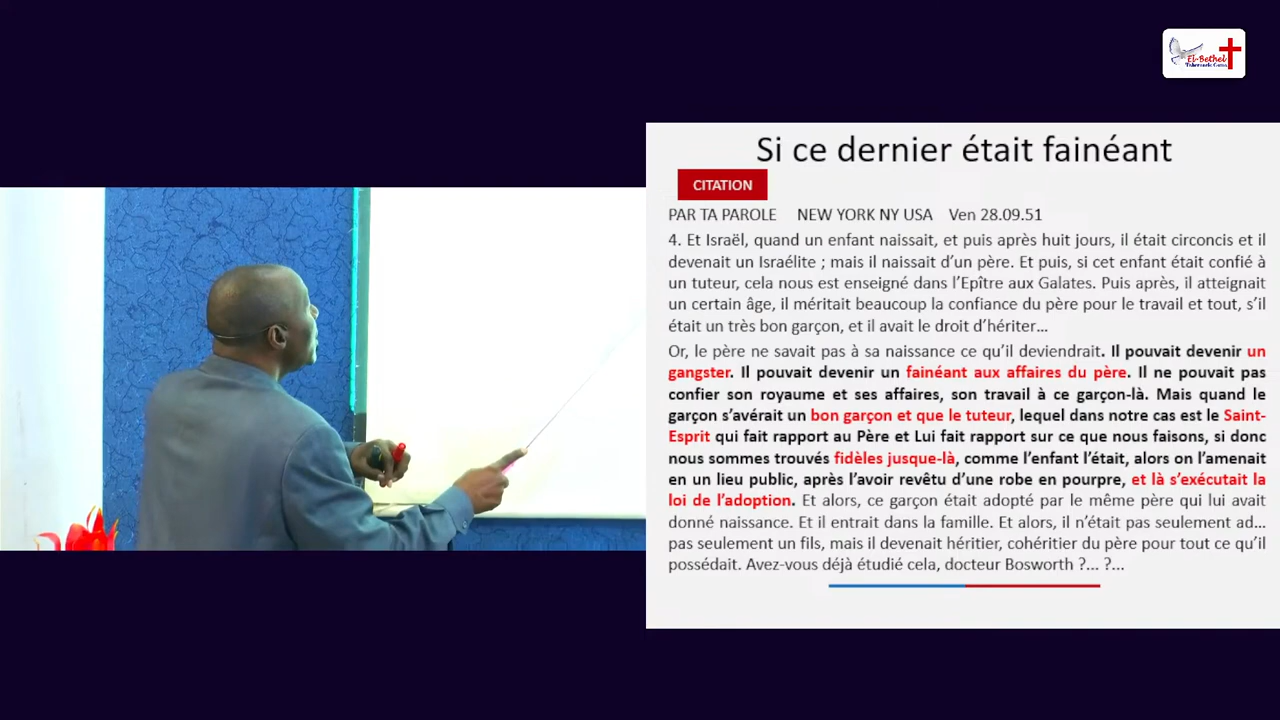 El-Bethel
Si ce dernier était fainéant
CITATION
PAR TA PAROLE NEW YORK NY USA Ven 28.09.51
4. Et Israël, quand un enfant naissait, et puis après huit jours, il était circoncis et il
devenait un Israélite ; mais il naissait d’un père. Et puis, si cet enfant était confié à
un tuteur, cela nous est enseigné dans l’Epître aux Galates. Puis après, il atteignait
un certain âge, il méritait beaucoup la confiance du père pour le travail et tout, s’il
était un très bon garçon, et il avait le droit d’hériter…
Or, le père ne savait pas à sa naissance ce qu’il deviendrait. Il pouvait devenir un
gangster. Il pouvait devenir un fainéant aux affaires du père. Il ne pouvait pas
confier son royaume et ses affaires, son travail à ce garçon-là. Mais quand le
garçon s’avérait un bon garçon et que le tuteur, lequel dans notre cas est le Saint-
Esprit qui fait rapport au Père et Lui fait rapport sur ce que nous faisons, si donc
nous sommes trouvés fidèles jusque-là, comme l’enfant l’était, alors on l’amenait
en un lieu public, après l’avoir revêtu d’une robe en pourpre, et là s’exécutait la
loi de l’adoption. Et alors, ce garçon était adopté par le même père qui lui avait
donné naissance. Et il entrait dans la famille. Et alors, il n’était pas seulement ad…
pas seulement un fils, mais il devenait héritier, cohéritier du père pour tout ce qu’il
possédait. Avez-vous déjà étudié cela, docteur Bosworth ?... ?...